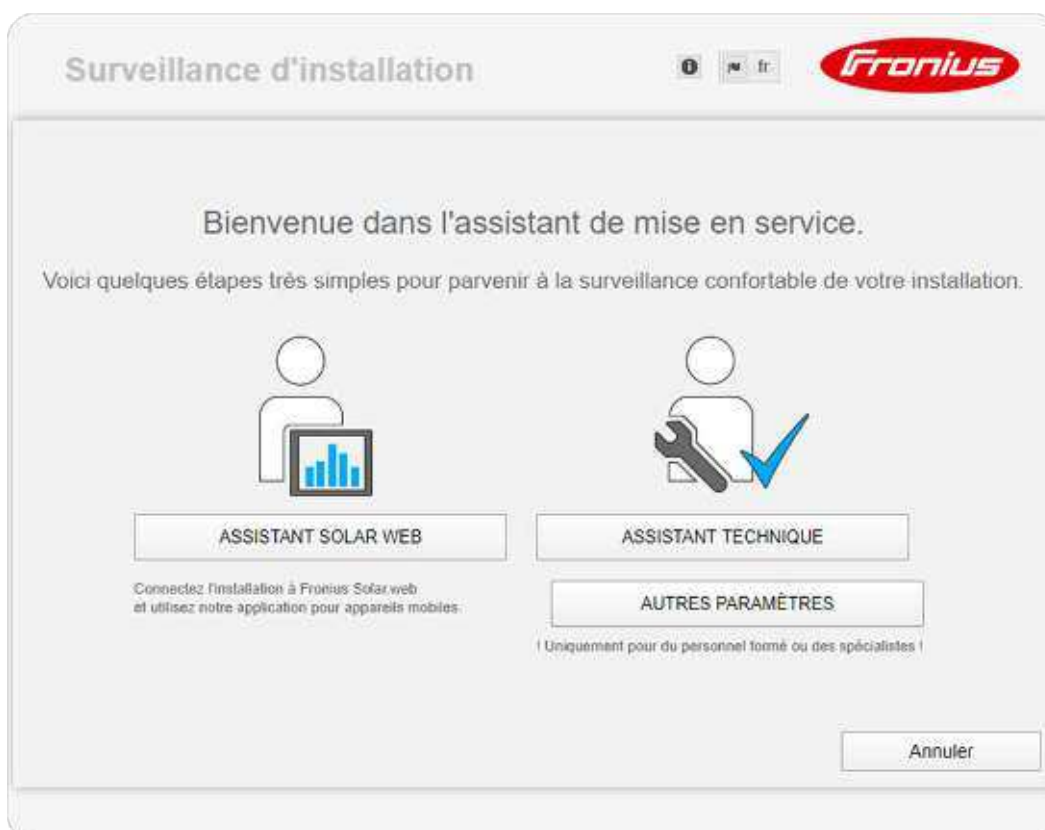 Surveillance d'installation
fr
Fronius
Bienvenue dans l'assistant de mise en service.
Voici quelques étapes très simples pour parvenir à la surveillance confortable de votre installation.
ASSISTANT SOLAR WEB
ASSISTANT TECHNIQUE
Connectez l'installation à Fronius Solar.web
et utilisez notre application pour appareils mobiles.
AUTRES PARAMÈTRES
! Uniquement pour du personnel formé ou des spécialistes !
Annuler